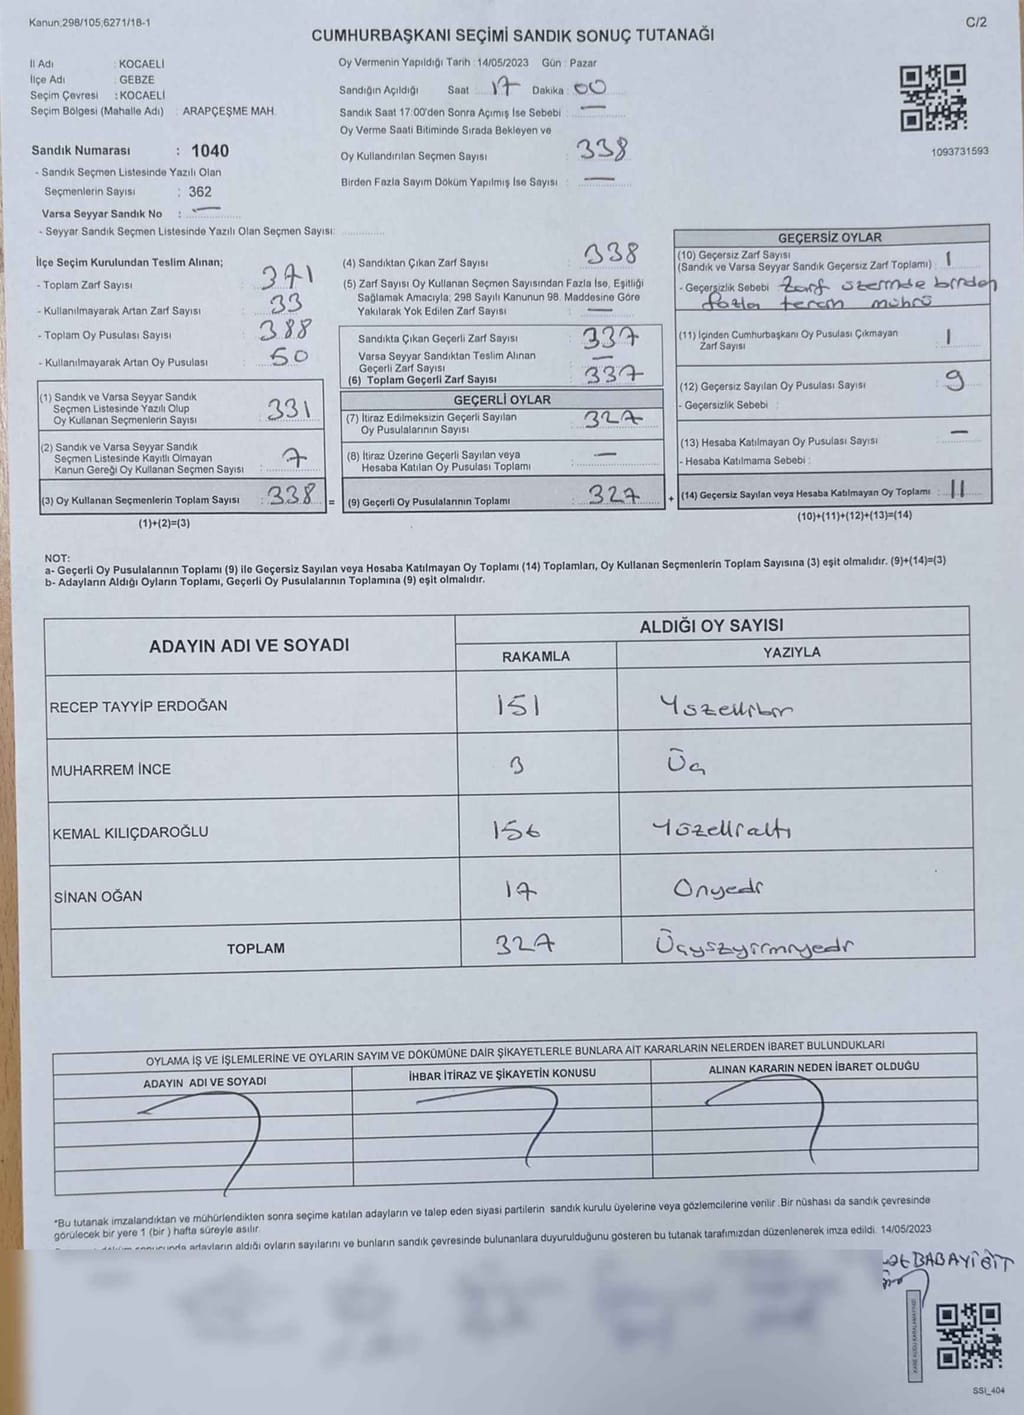 Kanun;298/105;6271/18-1
C/2
CUMHURBAŞKANI SEÇİMİ SANDIK SONUÇ TUTANAĞI
İl Adı : KOCAELİ
İlçe Adı : GEBZE
Seçim Çevresi : KOCAELİ
Seçim Bölgesi (Mahalle Adı) : ARAPÇEŞME MAH.
Sandık Numarası : 1040
- Sandık Seçmen Listesinde Yazılı Olan
Seçmenlerin Sayısı : 362
Varsa Seyyar Sandık No : —
- Seyyar Sandık Seçmen Listesinde Yazılı Olan Seçmen Sayısı:
Oy Vermenin Yapıldığı Tarih : 14/05/2023 Gün : Pazar
Sandığın Açıldığı Saat : 17 Dakika : 00
Sandık Saat 17:00'den Sonra Açımış İse Sebebi : —
Oy Verme Saati Bitiminde Sırada Bekleyen ve
Oy Kullandırılan Seçmen Sayısı : 338
Birden Fazla Sayım Döküm Yapılmış İse Sayısı : —
1093731593
İlçe Seçim Kurulundan Teslim Alınan;
- Toplam Zarf Sayısı : 371
- Kullanılmayarak Artan Zarf Sayısı : 33
- Toplam Oy Pusulası Sayısı : 388
- Kullanılmayarak Artan Oy Pusulası : 50
(1) Sandık ve Varsa Seyyar Sandık
Seçmen Listesinde Yazılı Olup
Oy Kullanan Seçmenlerin Sayısı : 331
(2) Sandık ve Varsa Seyyar Sandık
Seçmen Listesinde Kayıtlı Olmayan
Kanun Gereği Oy Kullanan Seçmen Sayısı : 7
(3) Oy Kullanan Seçmenlerin Toplam Sayısı : 338 =
(1)+(2)=(3)
(4) Sandıktan Çıkan Zarf Sayısı : 338
(5) Zarf Sayısı Oy Kullanan Seçmen Sayısından Fazla İse, Eşitliği
Sağlamak Amacıyla; 298 Sayılı Kanunun 98. Maddesine Göre
Yakılarak Yok Edilen Zarf Sayısı : —
Sandıkta Çıkan Geçerli Zarf Sayısı : 337
Varsa Seyyar Sandıktan Teslim Alınan
Geçerli Zarf Sayısı : —
(6) Toplam Geçerli Zarf Sayısı : 337
GEÇERLİ OYLAR
(7) İtiraz Edilmeksizin Geçerli Sayılan
Oy Pusulalarının Sayısı : 327
(8) İtiraz Üzerine Geçerli Sayılan veya
Hesaba Katılan Oy Pusulası Toplamı : —
(9) Geçerli Oy Pusulalarının Toplamı : 327 +
GEÇERSİZ OYLAR
(10) Geçersiz Zarf Sayısı
(Sandık ve Varsa Seyyar Sandık Geçersiz Zarf Toplamı) : 1
- Geçersizlik Sebebi : Zarf üzerinde birden
fazla tercih mührü
(11) İçinden Cumhurbaşkanı Oy Pusulası Çıkmayan
Zarf Sayısı : 1
(12) Geçersiz Sayılan Oy Pusulası Sayısı : 9
- Geçersizlik Sebebi :
(13) Hesaba Katılmayan Oy Pusulası Sayısı : —
- Hesaba Katılmama Sebebi :
(14) Geçersiz Sayılan veya Hesaba Katılmayan Oy Toplamı : 11
(10)+(11)+(12)+(13)=(14)
NOT:
a- Geçerli Oy Pusulalarının Toplamı (9) ile Geçersiz Sayılan veya Hesaba Katılmayan Oy Toplamı (14) Toplamları, Oy Kullanan Seçmenlerin Toplam Sayısına (3) eşit olmalıdır. (9)+(14)=(3)
b- Adayların Aldığı Oyların Toplamı, Geçerli Oy Pusulalarının Toplamına (9) eşit olmalıdır.
ADAYIN ADI VE SOYADI
ALDIĞI OY SAYISI
RAKAMLA YAZIYLA
RECEP TAYYİP ERDOĞAN 151 Yüzellibir
MUHARREM İNCE 3 Üç
KEMAL KILIÇDAROĞLU 156 Yüzellialtı
SİNAN OĞAN 17 Onyedi
TOPLAM 327 Üçyüzyirmiyedi
OYLAMA İŞ VE İŞLEMLERİNE VE OYLARIN SAYIM VE DÖKÜMÜNE DAİR ŞİKAYETLERLE BUNLARA AİT KARARLARIN NELERDEN İBARET BULUNDUKLARI
ADAYIN ADI VE SOYADI İHBAR İTİRAZ VE ŞİKAYETİN KONUSU ALINAN KARARIN NEDEN İBARET OLDUĞU
*Bu tutanak imzalandıktan ve mühürlendikten sonra seçime katılan adayların ve talep eden siyasi partilerin sandık kurulu üyelerine veya gözlemcilerine verilir. Bir nüshası da sandık çevresinde
görülecek bir yere 1 (bir) hafta süreyle asılır.
adayların aldığı oyların sayılarını ve bunların sandık çevresinde bulunanlara duyurulduğunu gösteren bu tutanak tarafımızdan düzenlenerek imza edildi. 14/05/2023
BABAYİĞİT
KARE KODU KARALAMAYINIZ
SSI_404